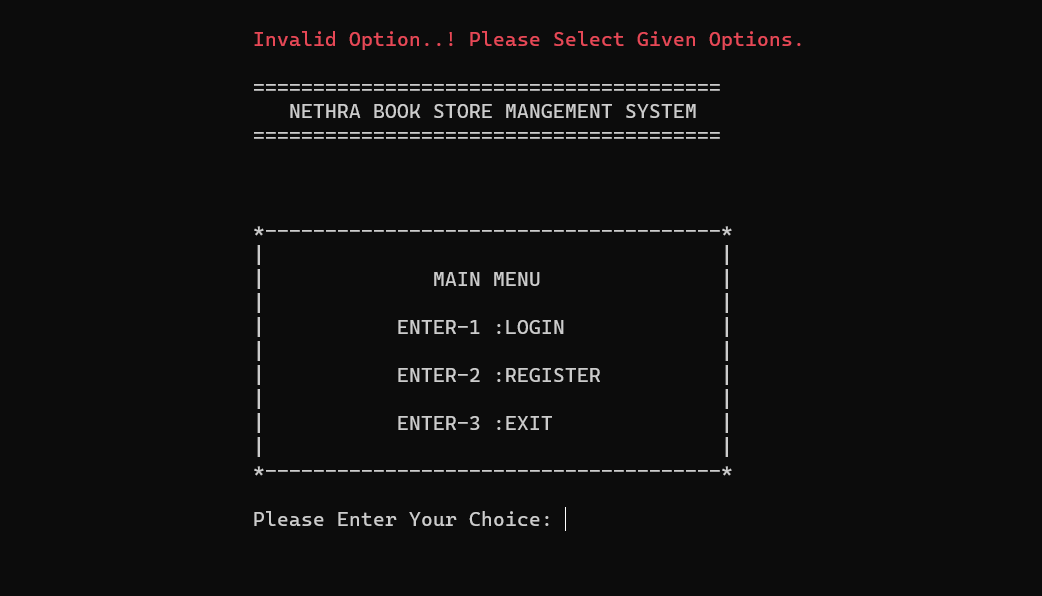 Invalid Option..! Please Select Given Options.
=======================================
NETHRA BOOK STORE MANGEMENT SYSTEM
=======================================
*--------------------------------------*
MAIN MENU
ENTER-1 :LOGIN
ENTER-2 :REGISTER
ENTER-3 :EXIT
*--------------------------------------*
Please Enter Your Choice: